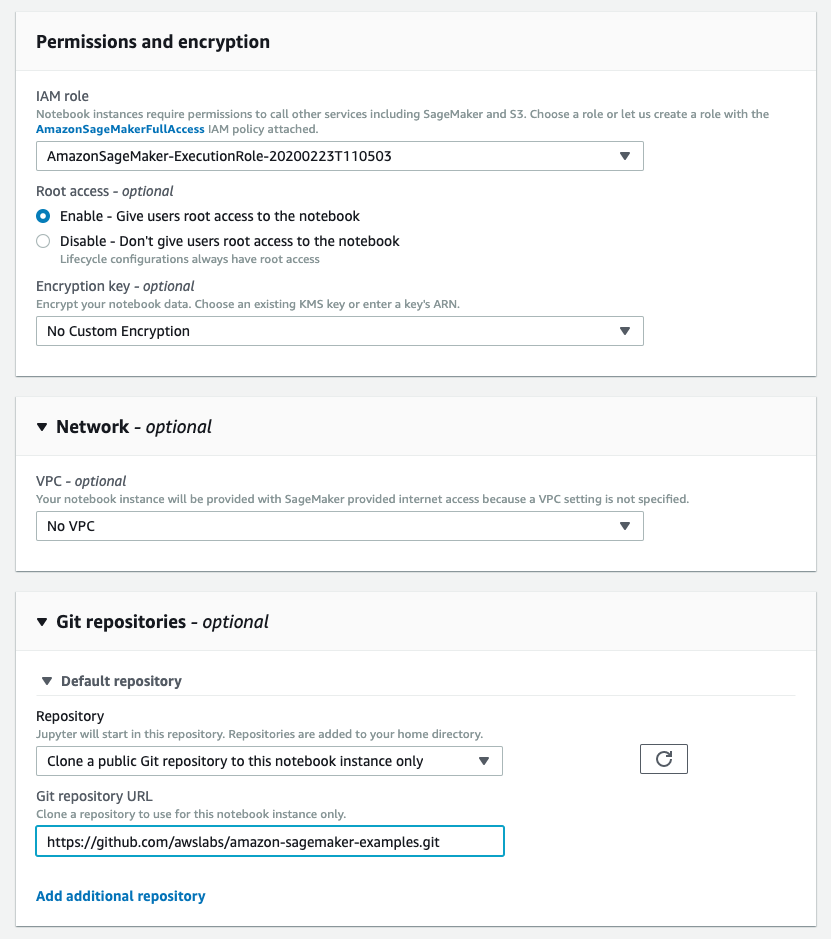 Permissions and encryption
IAM role
Notebook instances require permissions to call other services including SageMaker and S3. Choose a role or let us create a role with the
AmazonSageMakerFullAccess IAM policy attached.
AmazonSageMaker-ExecutionRole-20200223T110503
Root access - optional
Enable - Give users root access to the notebook
Disable - Don't give users root access to the notebook
Lifecycle configurations always have root access
Encryption key - optional
Encrypt your notebook data. Choose an existing KMS key or enter a key's ARN.
No Custom Encryption
Network - optional
VPC - optional
Your notebook instance will be provided with SageMaker provided internet access because a VPC setting is not specified.
No VPC
Git repositories - optional
Default repository
Repository
Jupyter will start in this repository. Repositories are added to your home directory.
Clone a public Git repository to this notebook instance only
Git repository URL
Clone a repository to use for this notebook instance only.
https://github.com/awslabs/amazon-sagemaker-examples.git
Add additional repository